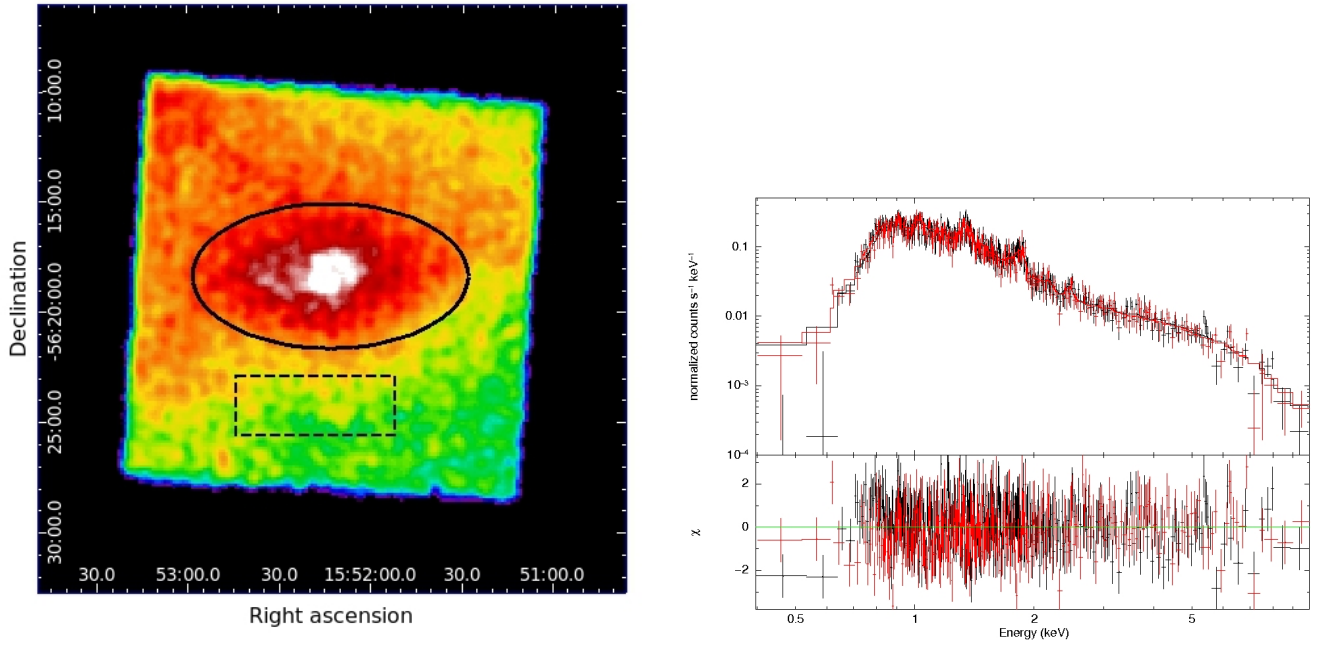 Declination
10:00.0
15:00.0
-56:20:00.0
25:00.0
30:00.0
30.0 53:00.0 30.0 15:52:00.0 30.0 51:00.0
Right ascension
normalized counts s⁻¹ keV⁻¹
0.1
0.01
10⁻³
10⁻⁴
χ
2
0
−2
0.5 1 2 5
Energy (keV)